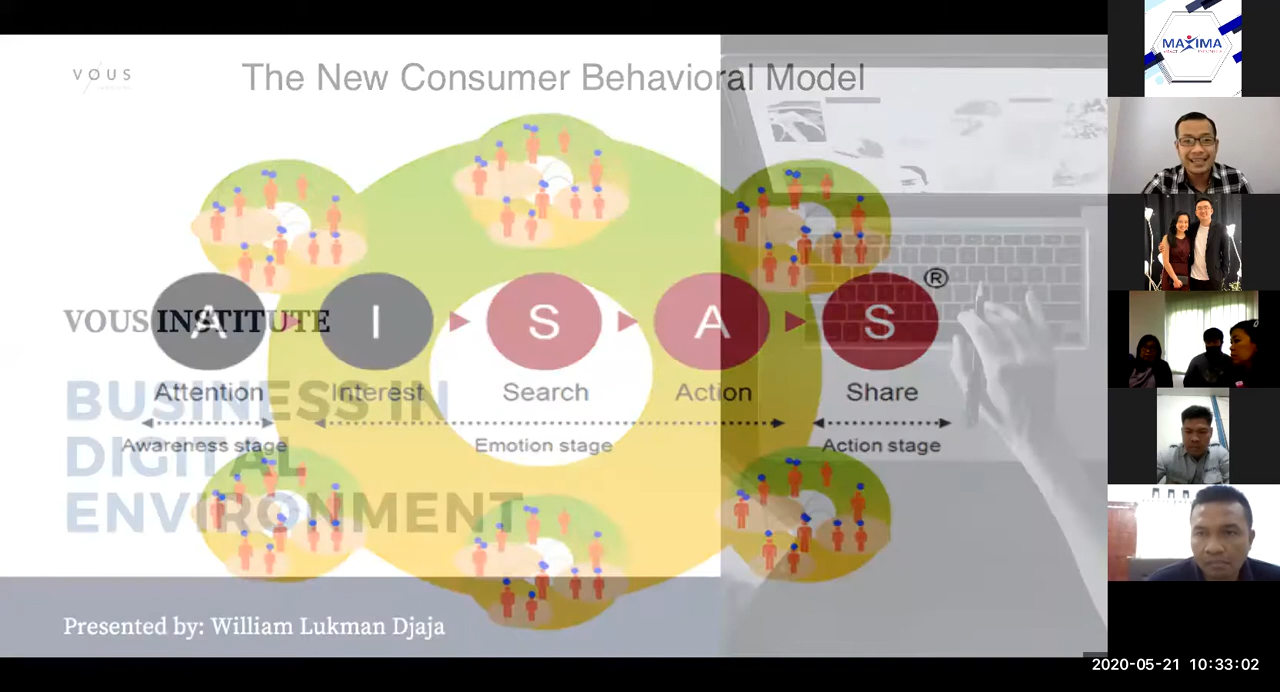 VOUS
The New Consumer Behavioral Model
MAXIMA
®
A I S A S
VOUS INSTITUTE
Attention Interest Search Action Share
Awareness stage Emotion stage Action stage
BUSINESS IN
DIGITAL
ENVIRONMENT
Presented by: William Lukman Djaja
2020-05-21 10:33:02